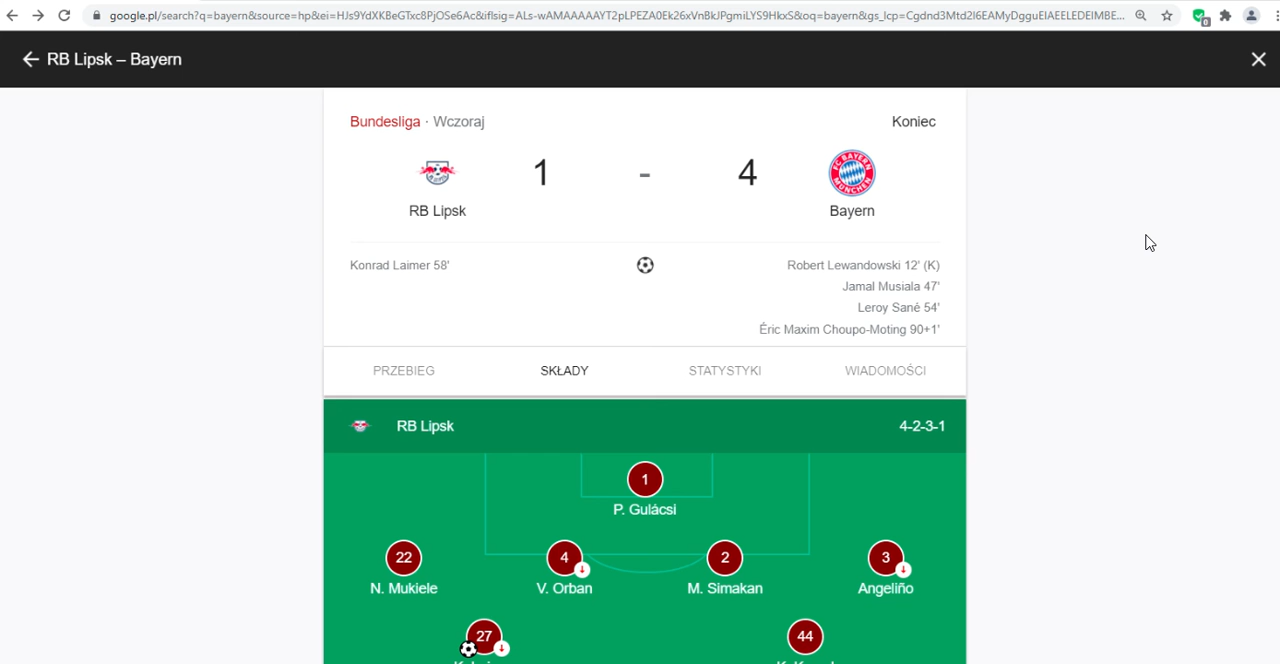 google.pl/search?q=bayern&source=hp&ei=HJs9YdXKBeGTxc8PjOSe6Ac&iflsig=ALs-wAMAAAAAYT2pLPEZA0Ek26xVnBkJPgmiLYS9HkxS&oq=bayern&gs_lcp=Cgdnd3Mtd2l6EAMyDgguEIAEELEDEIMBE...
0
RB Lipsk – Bayern
Bundesliga · Wczoraj Koniec
1 - 4
RB Lipsk Bayern
Konrad Laimer 58' Robert Lewandowski 12' (K)
Jamal Musiala 47'
Leroy Sané 54'
Éric Maxim Choupo-Moting 90+1'
PRZEBIEG SKŁADY STATYSTYKI WIADOMOŚCI
RB Lipsk 4-2-3-1
1
P. Gulácsi
22 4 2 3
N. Mukiele V. Orban M. Simakan Angeliño
27 44